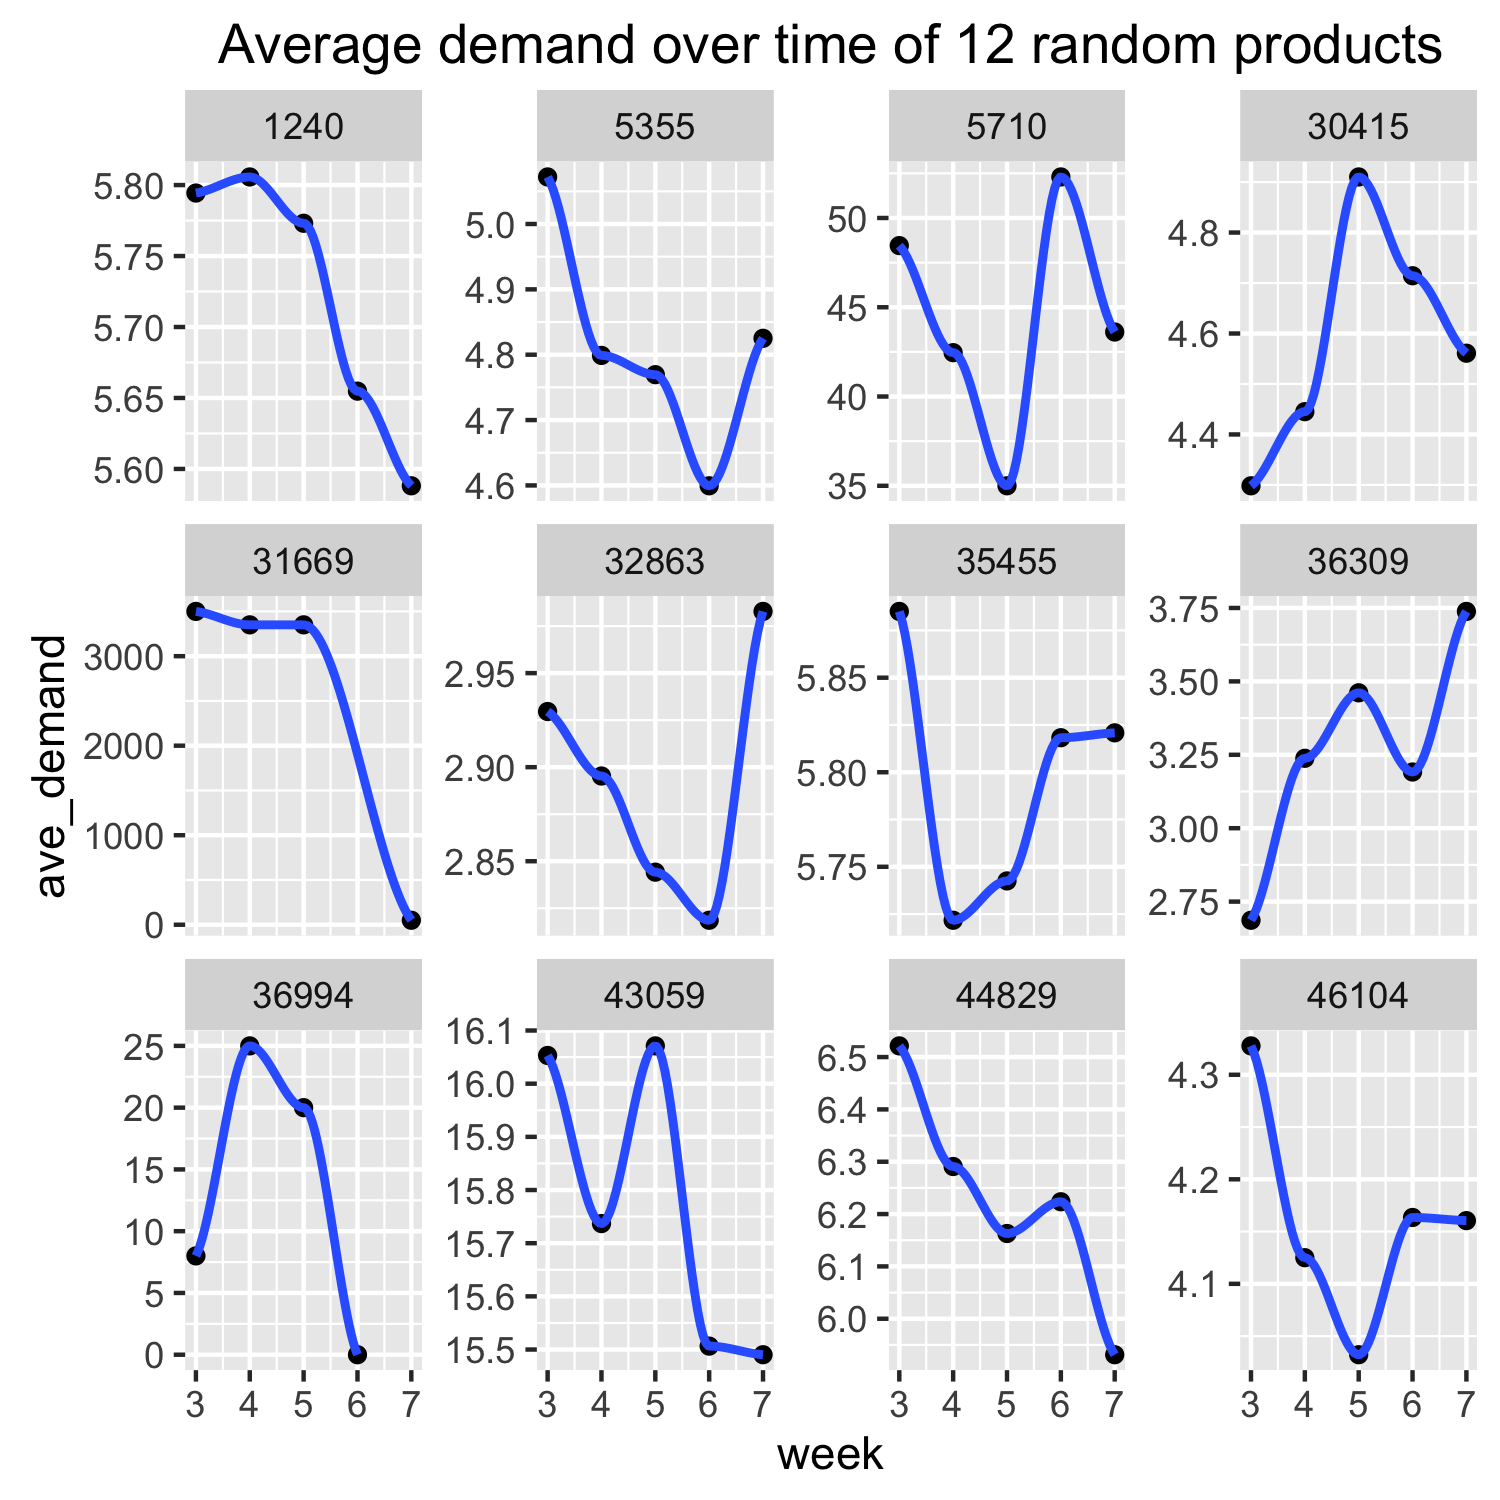 Average demand over time of 12 random products
1240 5355 5710 30415
5.80 5.75 5.70 5.65 5.60
5.0 4.9 4.8 4.7 4.6
50 45 40 35
4.8 4.6 4.4
31669 32863 35455 36309
3000 2000 1000 0
2.95 2.90 2.85
5.85 5.80 5.75
3.75 3.50 3.25 3.00 2.75
ave_demand
36994 43059 44829 46104
25 20 15 10 5 0
16.1 16.0 15.9 15.8 15.7 15.6 15.5
6.5 6.4 6.3 6.2 6.1 6.0
4.3 4.2 4.1
3 4 5 6 7 3 4 5 6 7 3 4 5 6 7 3 4 5 6 7
week